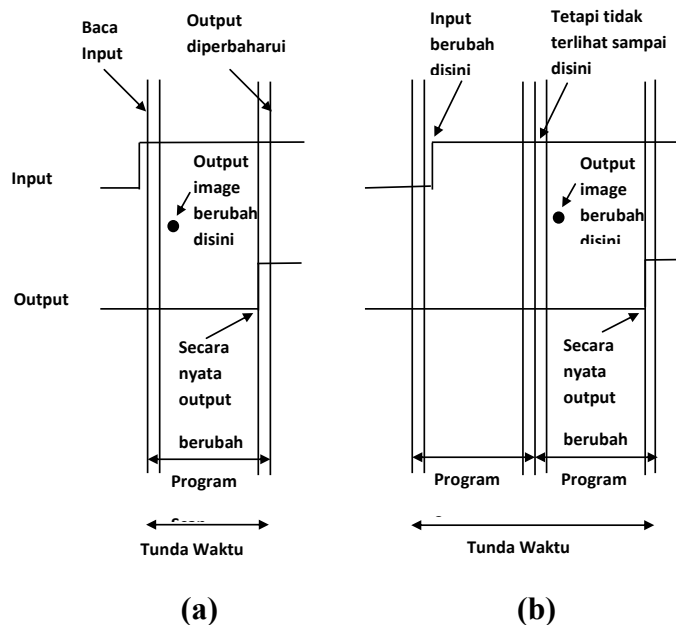 Baca
Input
Output
diperbaharui
Input
berubah
disini
Tetapi tidak
terlihat sampai
disini
Input
Output
image
berubah
disini
Output
image
berubah
disini
Output
Secara
nyata
output
berubah
Secara
nyata
output
berubah
Program
Program
Program
Tunda Waktu
Tunda Waktu
(a)
(b)